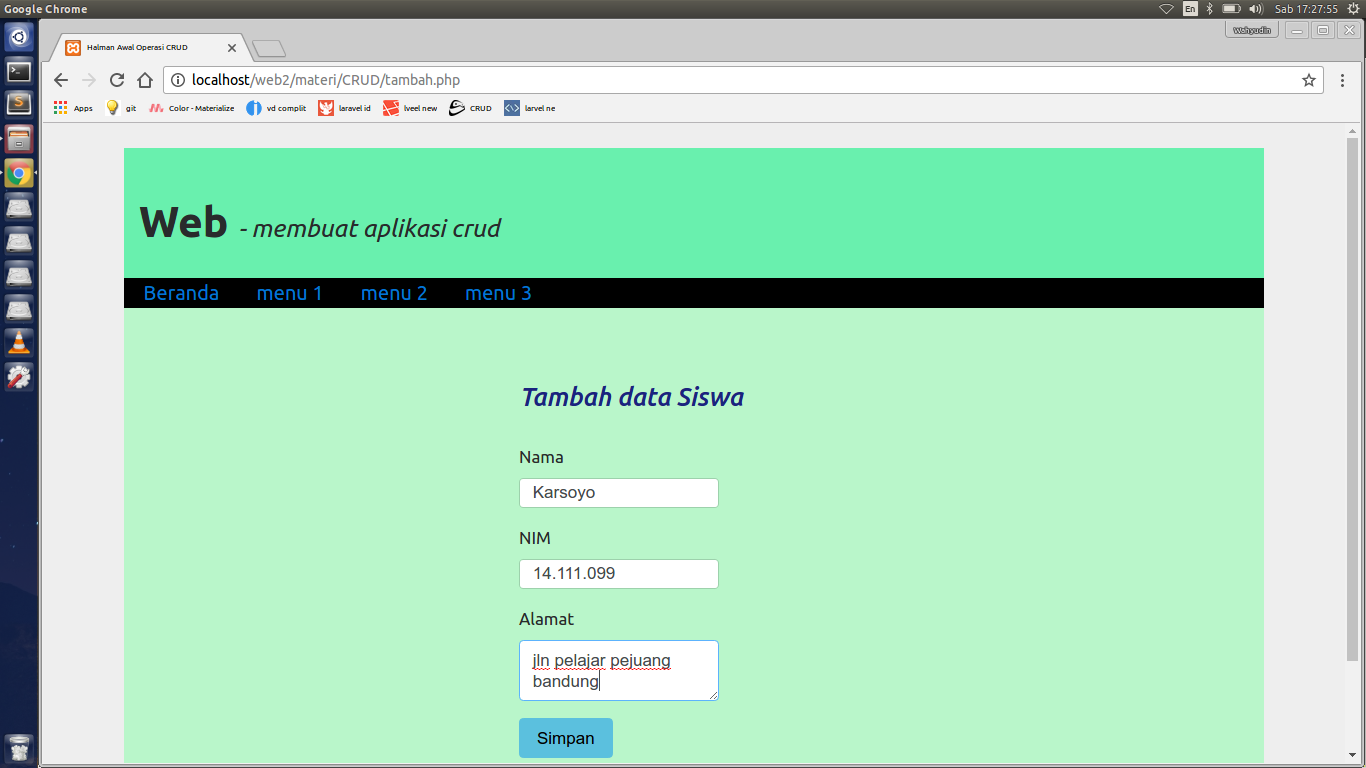 Google Chrome
En
Sab 17:27:55
Wahyudin
Halman Awal Operasi CRUD
localhost/web2/materi/CRUD/tambah.php
Apps git Color - Materialize vd complit laravel id lveel new CRUD larvel ne
Web - membuat aplikasi crud
Beranda menu 1 menu 2 menu 3
Tambah data Siswa
Nama
Karsoyo
NIM
14.111.099
Alamat
jln pelajar pejuang
bandung
Simpan